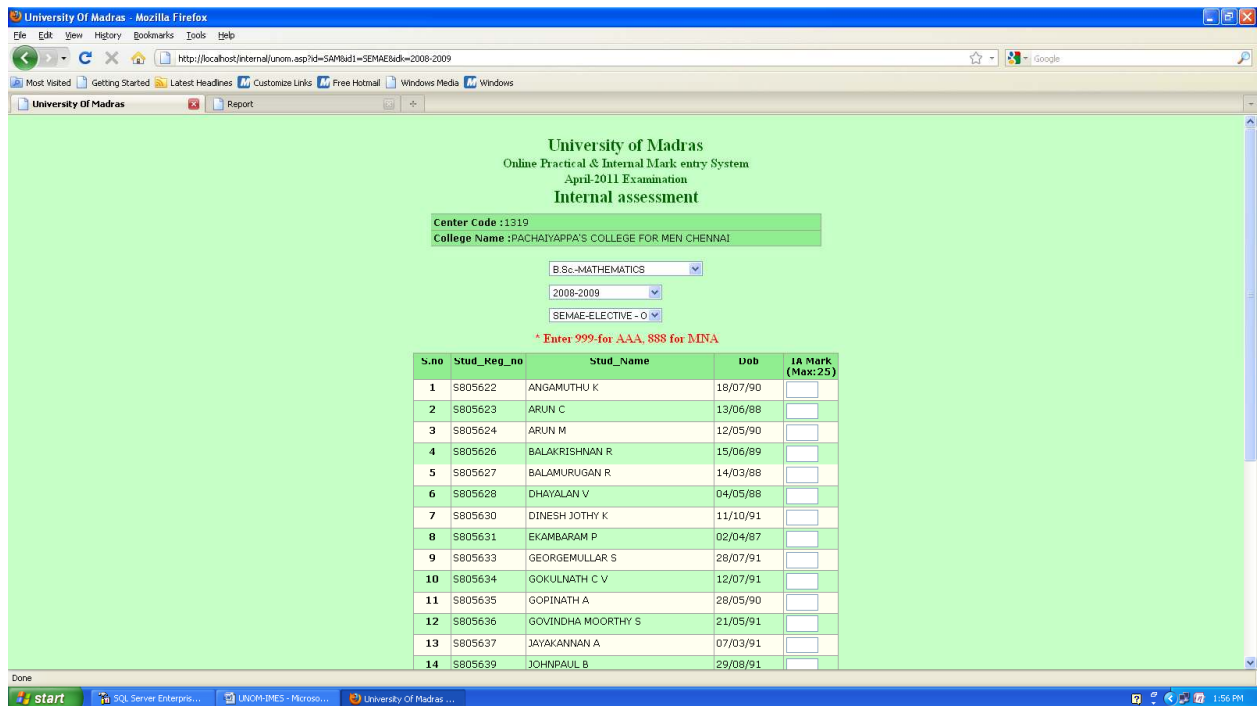 University Of Madras - Mozilla Firefox
File Edit View History Bookmarks Tools Help
http://localhost/internal/unom.asp?id=SAM&id1=SEMAE&idk=2008-2009
Google
Most Visited Getting Started Latest Headlines Customize Links Free Hotmail Windows Media Windows
University Of Madras Report
University of Madras
Online Practical & Internal Mark entry System
April-2011 Examination
Internal assessment
Center Code :1319
College Name :PACHAIYAPPA'S COLLEGE FOR MEN CHENNAI
B.Sc.-MATHEMATICS
2008-2009
SEMAE-ELECTIVE - O
* Enter 999-for AAA, 888 for MNA
S.no Stud_Reg_no Stud_Name Dob IA Mark (Max:25)
1 S805622 ANGAMUTHU K 18/07/90
2 S805623 ARUN C 13/06/88
3 S805624 ARUN M 12/05/90
4 S805626 BALAKRISHNAN R 15/06/89
5 S805627 BALAMURUGAN R 14/03/88
6 S805628 DHAYALAN V 04/05/88
7 S805630 DINESH JOTHY K 11/10/91
8 S805631 EKAMBARAM P 02/04/87
9 S805633 GEORGEMULLAR S 28/07/91
10 S805634 GOKULNATH C V 12/07/91
11 S805635 GOPINATH A 28/05/90
12 S805636 GOVINDHA MOORTHY S 21/05/91
13 S805637 JAYAKANNAN A 07/03/91
14 S805639 JOHNPAUL B 29/08/91
Done
start SQL Server Enterpris... UNOM-IMES - Microso... University Of Madras ... 1:56 PM